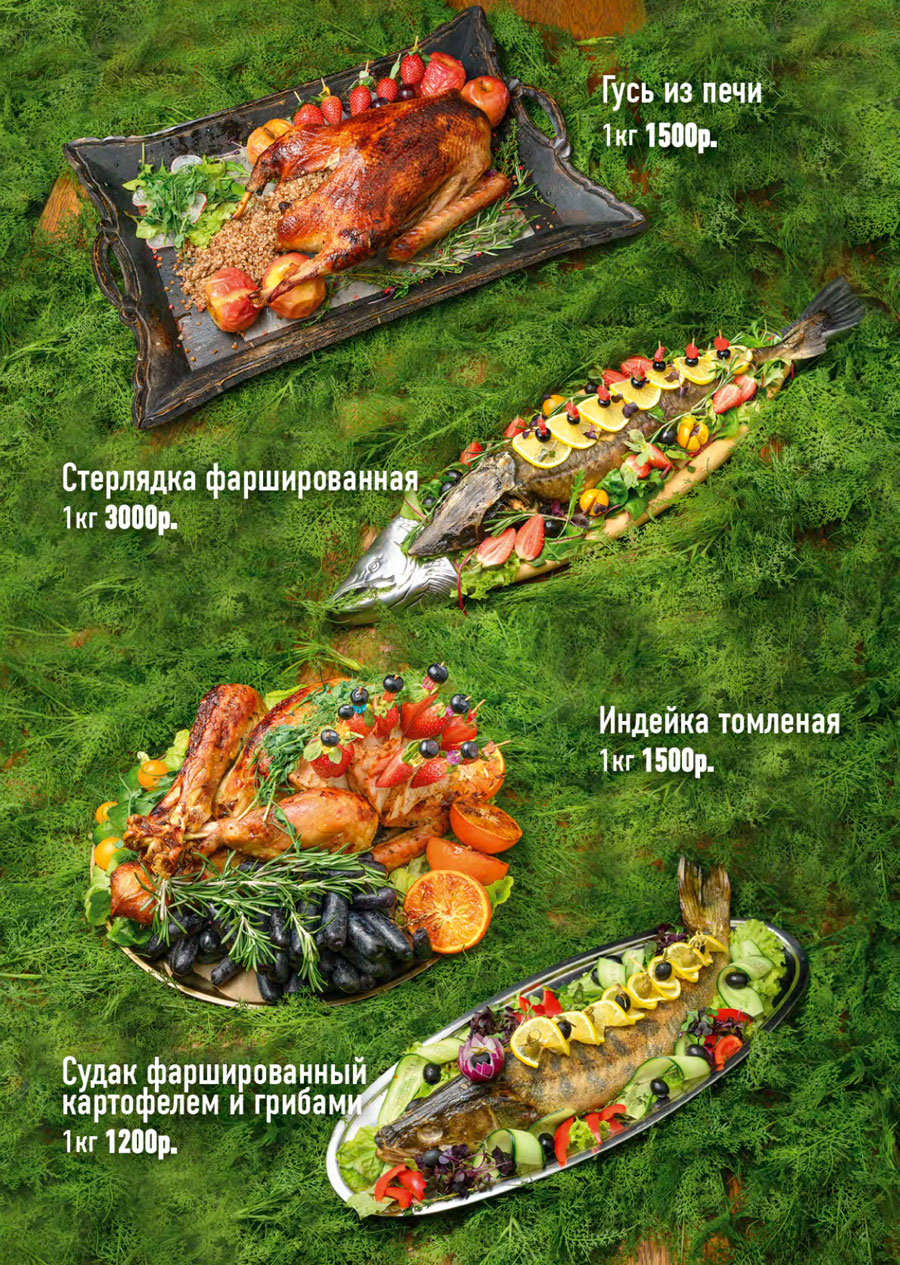 Гусь из печи
1кг 1500р.
Стерлядка фаршированная
1кг 3000р.
Индейка томленая
1кг 1500р.
Судак фаршированный
картофелем и грибами
1кг 1200р.